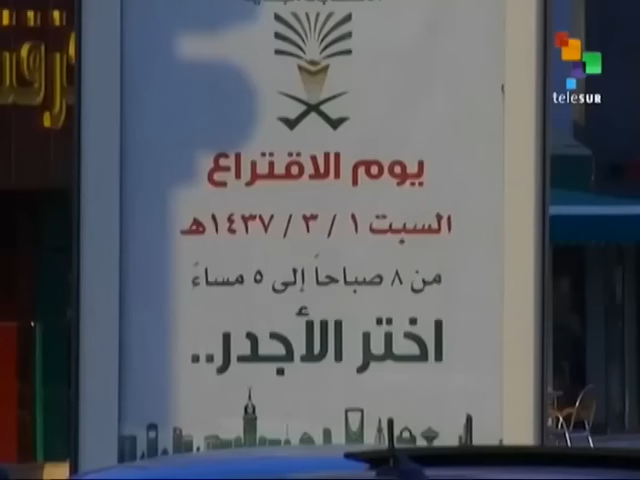 teleSUR
يوم الاقتراع
السبت ١ / ٣ / ١٤٣٧هـ
من ٨ صباحاً إلى ٥ مساءً
اختر الأجدر..